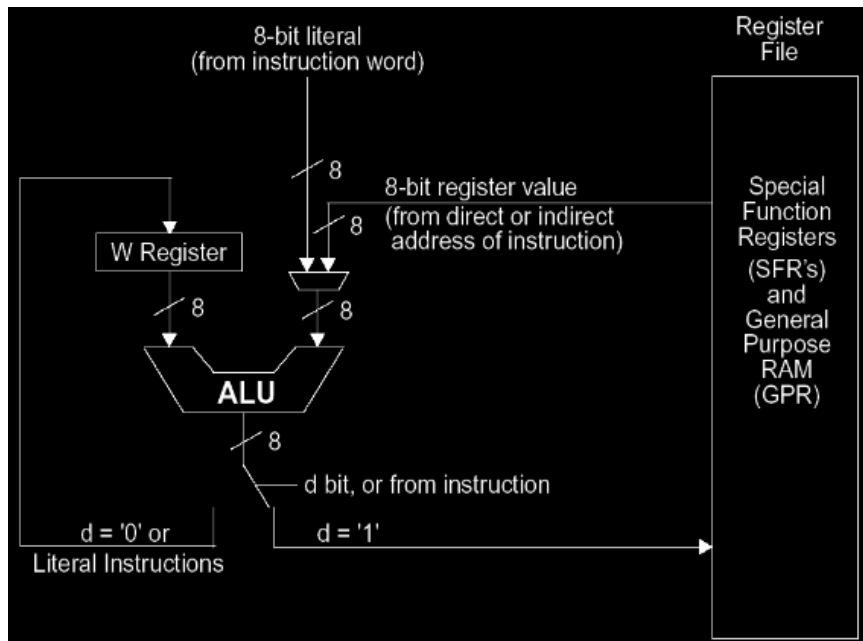 8-bit literal
(from instruction word)
Register
File
8
8-bit register value
(from direct or indirect
address of instruction)
8
W Register
8
8
Special
Function
Registers
(SFR's)
and
General
Purpose
RAM
(GPR)
ALU
8
d bit, or from instruction
d = '0' or
Literal Instructions
d = '1'